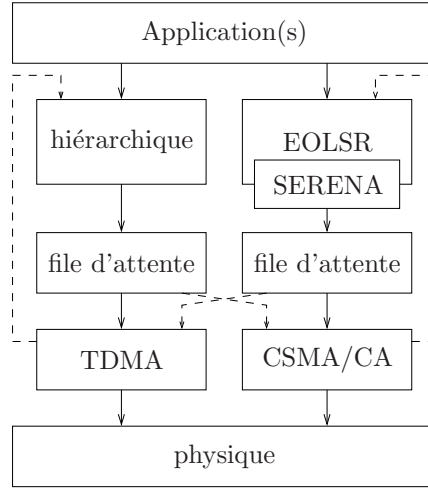 Application(s)
hiérarchique
EOLSR
SERENA
file d'attente
file d'attente
TDMA
CSMA/CA
physique